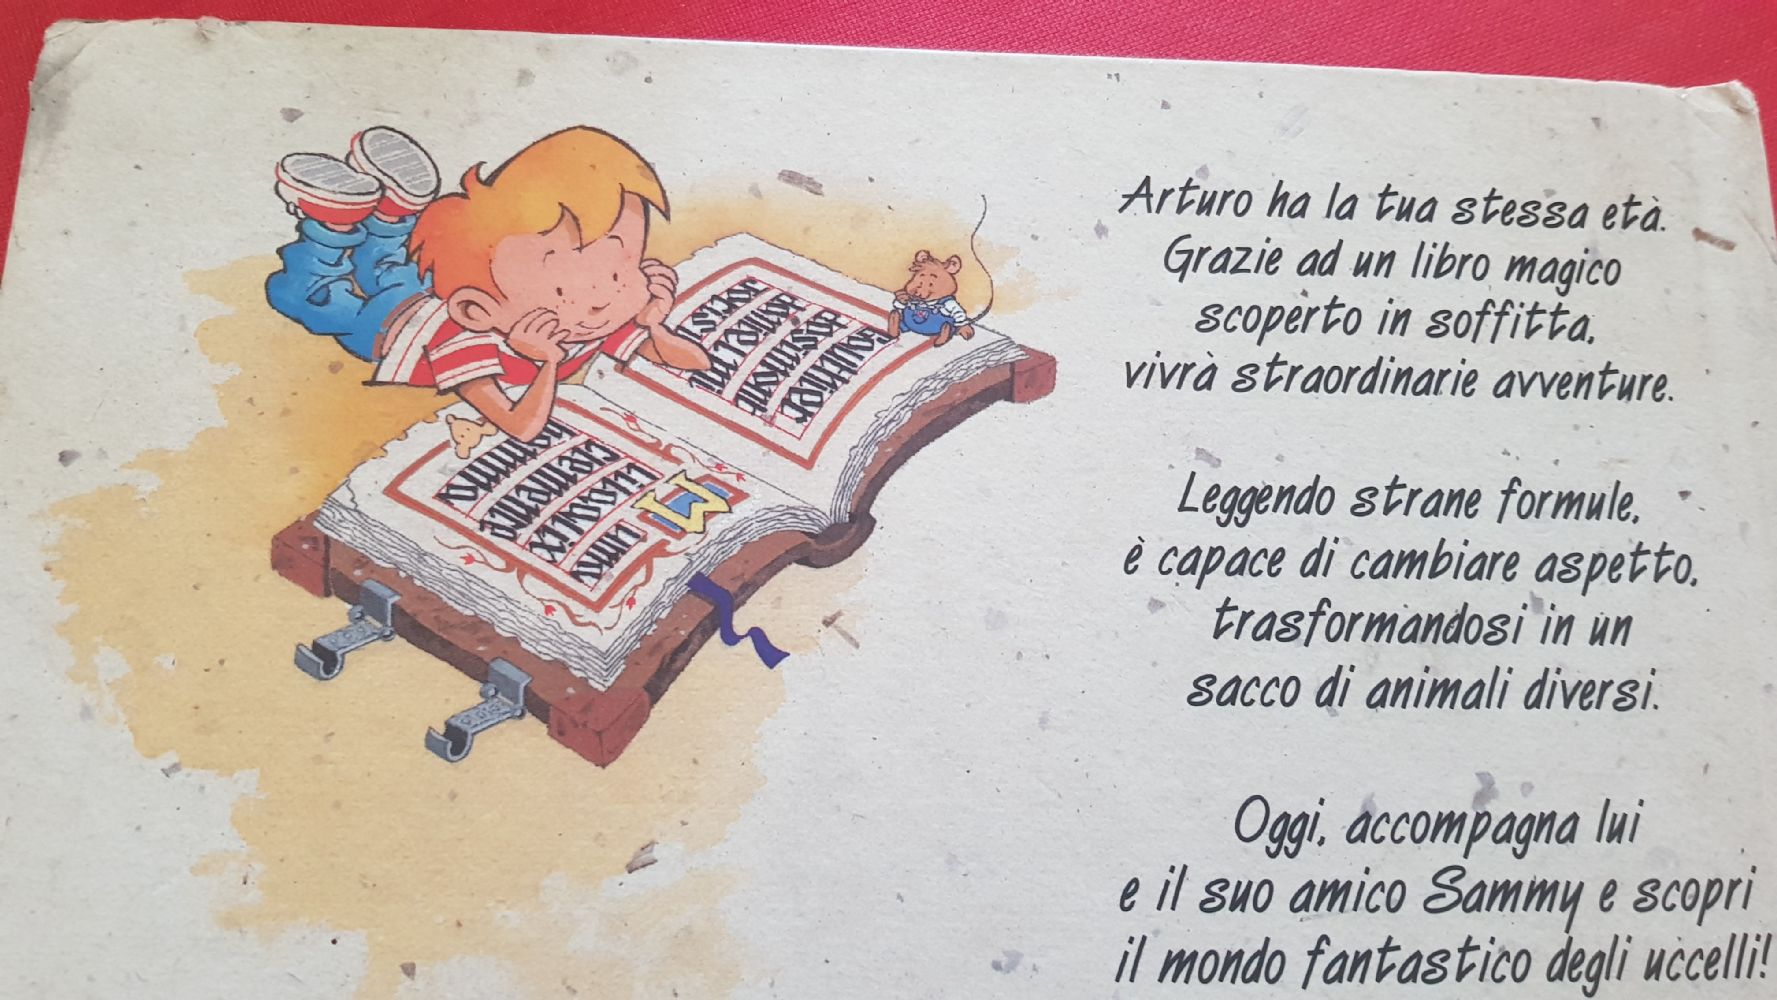 Arturo ha la tua stessa età.
Grazie ad un libro magico
scoperto in soffitta,
vivrà straordinarie avventure.
Leggendo strane formule,
è capace di cambiare aspetto,
trasformandosi in un
sacco di animali diversi.
Oggi, accompagna lui
e il suo amico Sammy e scopri
il mondo fantastico degli uccelli!